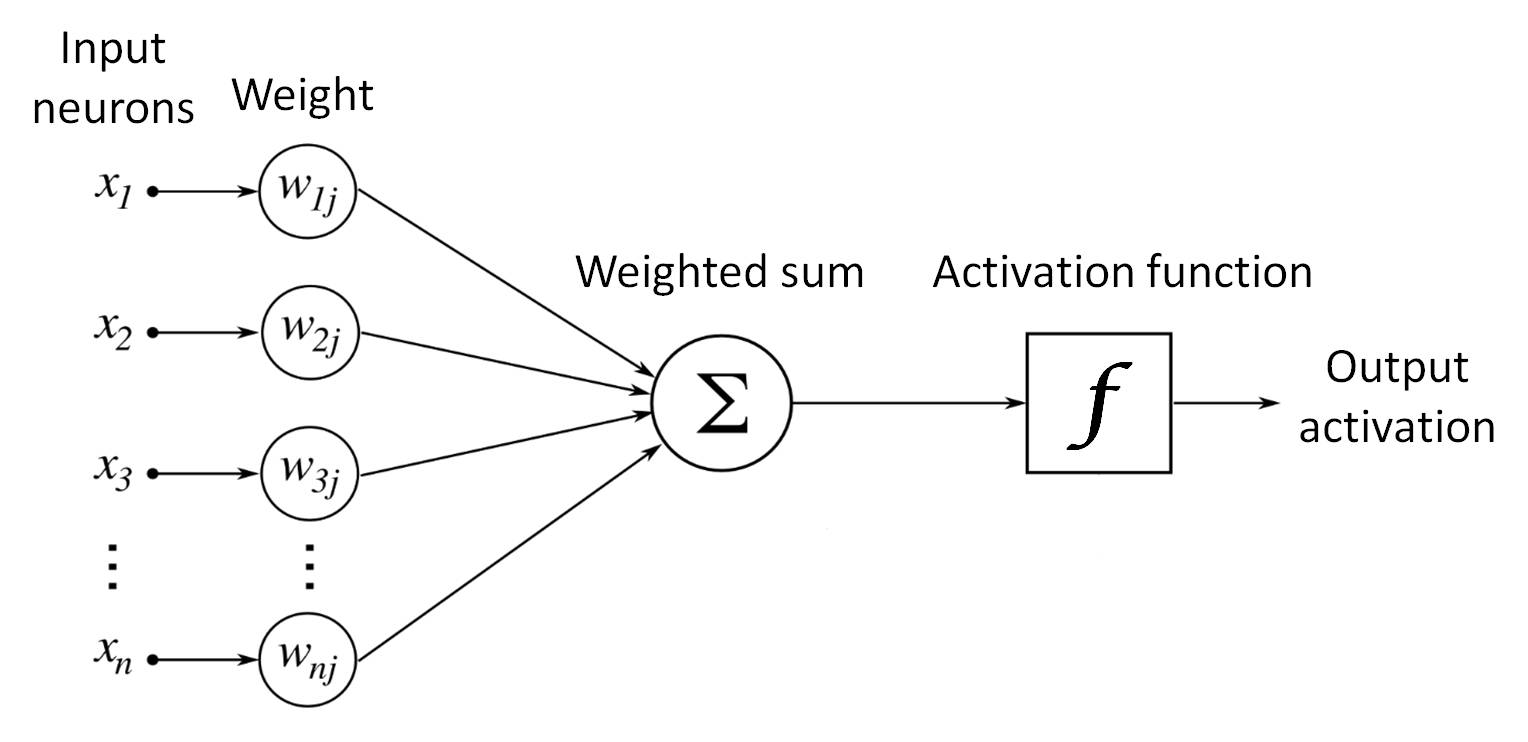 Input
neurons
Weight
x1
w1j
x2
w2j
x3
w3j
xn
wnj
Weighted sum
Σ
Activation function
f
Output
activation